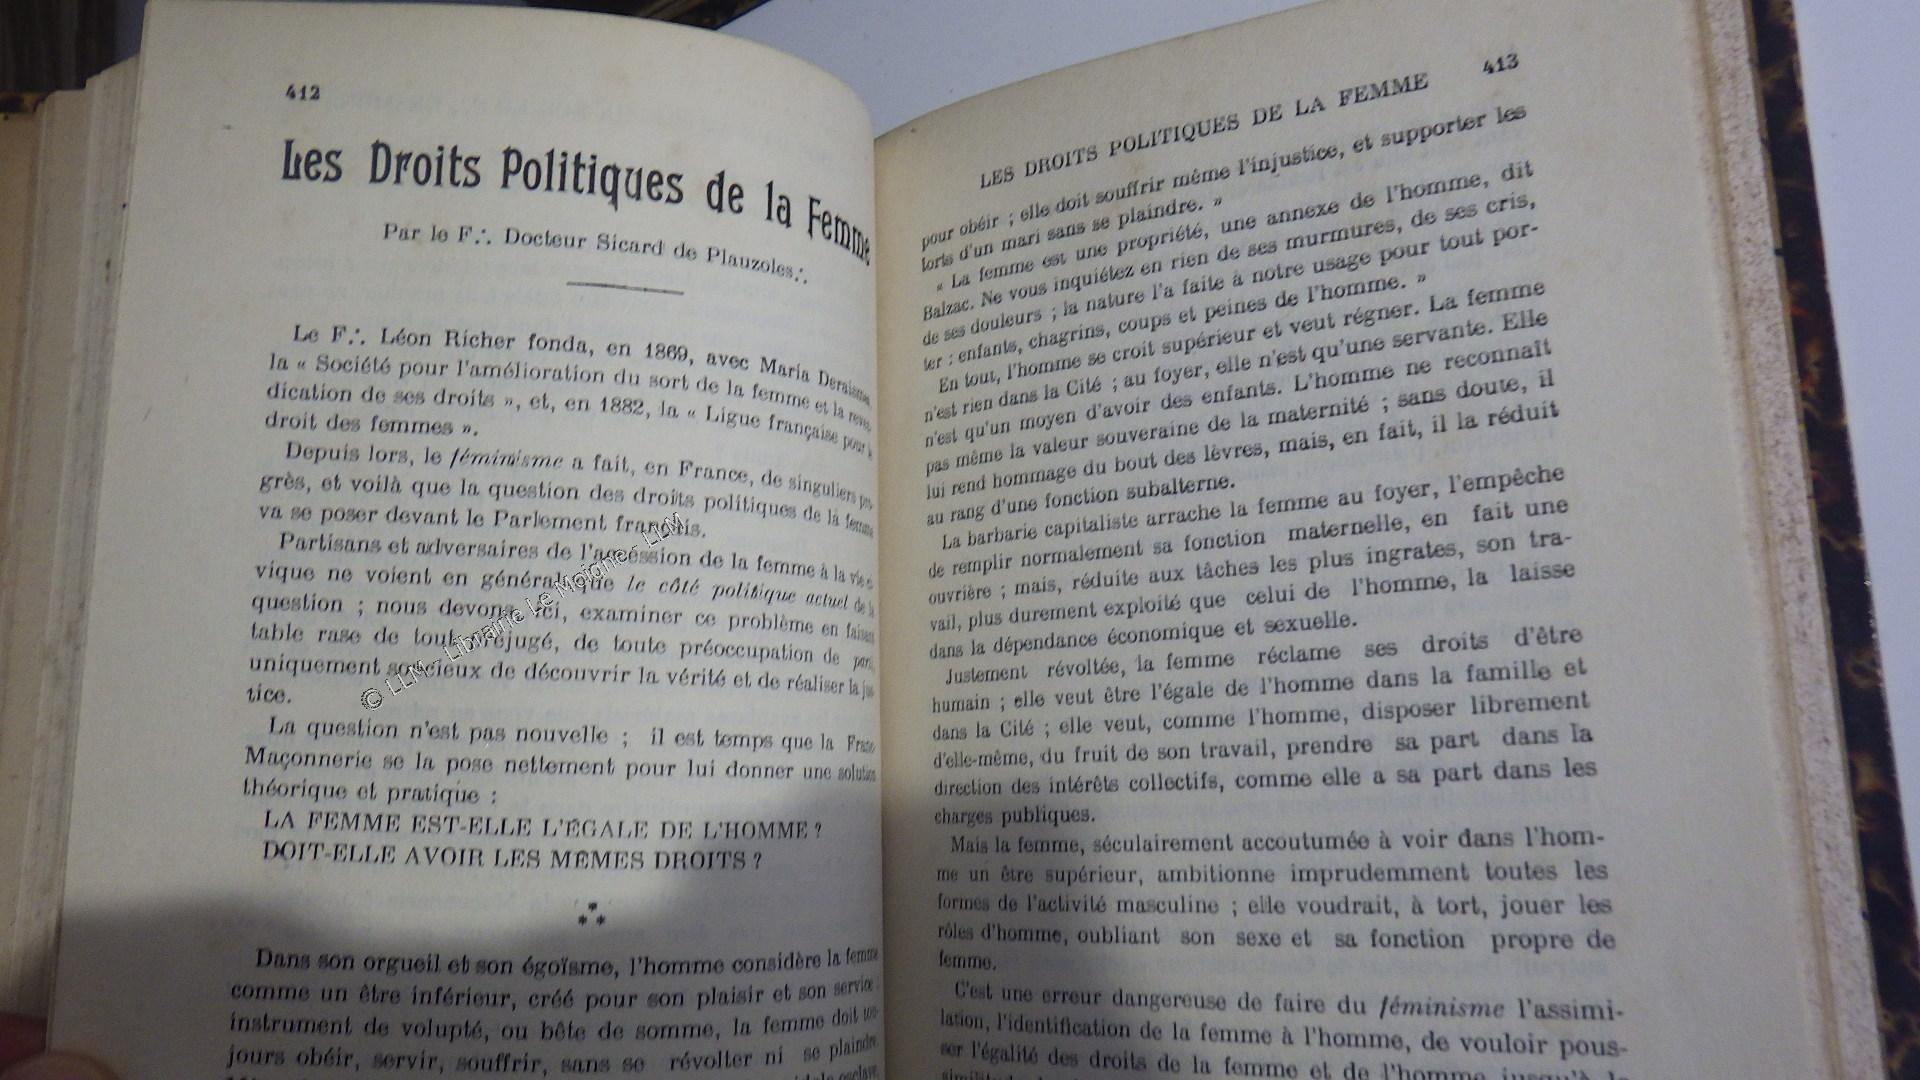 412
Les Droits Politiques de la Femme
Par le F∴ Docteur Sicard de Plauzoles∴
Le F∴ Léon Richer fonda, en 1869, avec Maria Deraismes,
la « Société pour l'amélioration du sort de la femme et la reven-
dication de ses droits », et, en 1882, la « Ligue française pour le
droit des femmes ».
Depuis lors, le féminisme a fait, en France, de singuliers pro-
grès, et voilà que la question des droits politiques de la femme
va se poser devant le Parlement français.
Partisans et adversaires de l'accession de la femme à la vie ci-
vique ne voient en général que le côté politique actuel de la
question ; nous devons ici, examiner ce problème en faisant
table rase de tout préjugé, de toute préoccupation de parti,
uniquement soucieux de découvrir la vérité et de réaliser la jus-
tice.
La question n'est pas nouvelle ; il est temps que la Franc-
Maçonnerie se la pose nettement pour lui donner une solution
théorique et pratique :
LA FEMME EST-ELLE L'ÉGALE DE L'HOMME ?
DOIT-ELLE AVOIR LES MÊMES DROITS ?
* * *
Dans son orgueil et son égoïsme, l'homme considère la femme
comme un être inférieur, créé pour son plaisir et son service :
instrument de volupté, ou bête de somme, la femme doit tou-
jours obéir, servir, souffrir, sans se révolter ni se plaindre.
esclave,
© LLM - Librairie Le Moigne - LLM
LES DROITS POLITIQUES DE LA FEMME 413
pour obéir ; elle doit souffrir même l'injustice, et supporter les
torts d'un mari sans se plaindre. »
« La femme est une propriété, une annexe de l'homme, dit
Balzac. Ne vous inquiétez en rien de ses murmures, de ses cris,
de ses douleurs ; la nature l'a faite à notre usage pour tout por-
ter : enfants, chagrins, coups et peines de l'homme. »
En tout, l'homme se croit supérieur et veut régner. La femme
n'est rien dans la Cité ; au foyer, elle n'est qu'une servante. Elle
n'est qu'un moyen d'avoir des enfants. L'homme ne reconnaît
pas même la valeur souveraine de la maternité ; sans doute, il
lui rend hommage du bout des lèvres, mais, en fait, il la réduit
au rang d'une fonction subalterne.
La barbarie capitaliste arrache la femme au foyer, l'empêche
de remplir normalement sa fonction maternelle, en fait une
ouvrière ; mais, réduite aux tâches les plus ingrates, son tra-
vail, plus durement exploité que celui de l'homme, la laisse
dans la dépendance économique et sexuelle.
Justement révoltée, la femme réclame ses droits d'être
humain ; elle veut être l'égale de l'homme dans la famille et
dans la Cité ; elle veut, comme l'homme, disposer librement
d'elle-même, du fruit de son travail, prendre sa part dans la
direction des intérêts collectifs, comme elle a sa part dans les
charges publiques.
Mais la femme, séculairement accoutumée à voir dans l'hom-
me un être supérieur, ambitionne imprudemment toutes les
formes de l'activité masculine ; elle voudrait, à tort, jouer les
rôles d'homme, oubliant son sexe et sa fonction propre de
femme.
C'est une erreur dangereuse de faire du féminisme l'assimi-
lation, l'identification de la femme à l'homme, de vouloir pous-
ser l'égalité des droits de la femme et de l'homme jusqu'à la